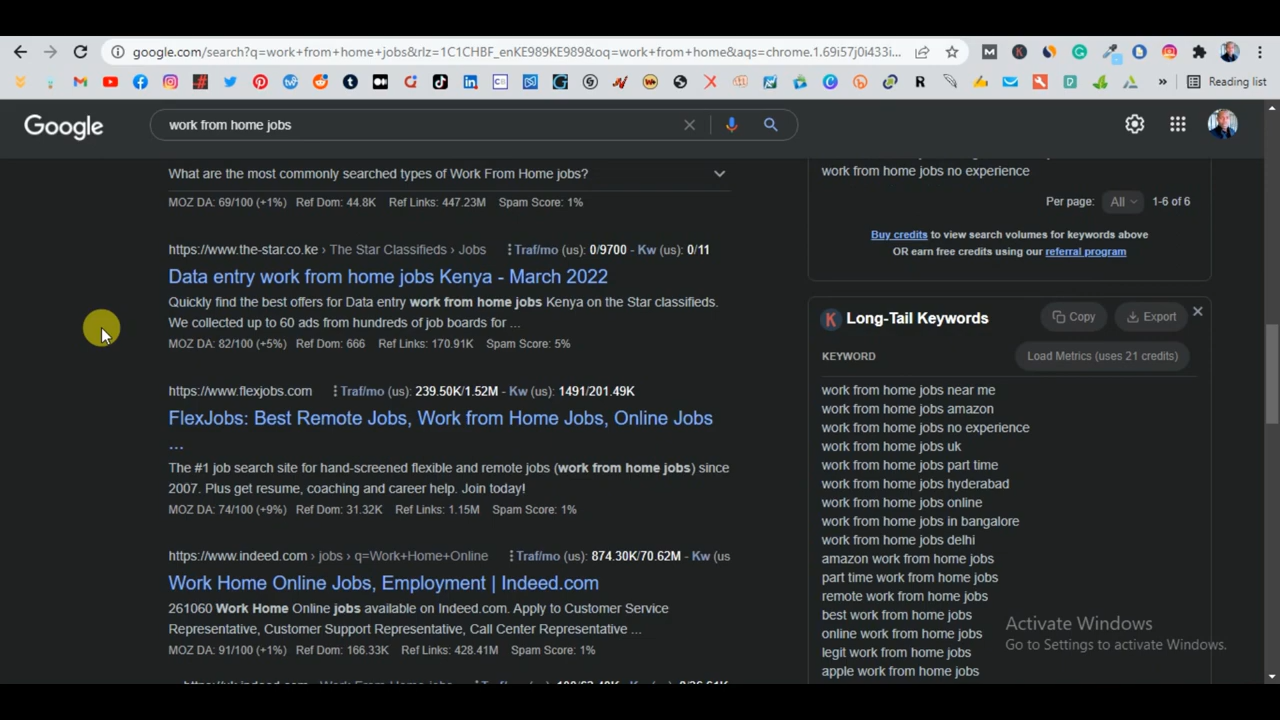 google.com/search?q=work+from+home+jobs&rlz=1C1CHBF_enKE989KE989&oq=work+from+home&aqs=chrome.1.69i57j0i433i...
Reading list
Google
work from home jobs
What are the most commonly searched types of Work From Home jobs?
MOZ DA: 69/100 (+1%) Ref Dom: 44.8K Ref Links: 447.23M Spam Score: 1%
https://www.the-star.co.ke › The Star Classifieds › Jobs Traf/mo (us): 0/9700 - Kw (us): 0/11
Data entry work from home jobs Kenya - March 2022
Quickly find the best offers for Data entry work from home jobs Kenya on the Star classifieds.
We collected up to 60 ads from hundreds of job boards for ...
MOZ DA: 82/100 (+5%) Ref Dom: 666 Ref Links: 170.91K Spam Score: 5%
https://www.flexjobs.com Traf/mo (us): 239.50K/1.52M - Kw (us): 1491/201.49K
FlexJobs: Best Remote Jobs, Work from Home Jobs, Online Jobs
...
The #1 job search site for hand-screened flexible and remote jobs (work from home jobs) since
2007. Plus get resume, coaching and career help. Join today!
MOZ DA: 74/100 (+9%) Ref Dom: 31.32K Ref Links: 1.15M Spam Score: 1%
https://www.indeed.com › jobs › q=Work+Home+Online Traf/mo (us): 874.30K/70.62M - Kw (us
Work Home Online Jobs, Employment | Indeed.com
261060 Work Home Online jobs available on Indeed.com. Apply to Customer Service
Representative, Customer Support Representative, Call Center Representative ...
MOZ DA: 91/100 (+1%) Ref Dom: 166.33K Ref Links: 428.41M Spam Score: 1%
work from home jobs no experience
Per page: All 1-6 of 6
Buy credits to view search volumes for keywords above
OR earn free credits using our referral program
Long-Tail Keywords
Copy
Export
KEYWORD
Load Metrics (uses 21 credits)
work from home jobs near me
work from home jobs amazon
work from home jobs no experience
work from home jobs uk
work from home jobs part time
work from home jobs hyderabad
work from home jobs online
work from home jobs in bangalore
work from home jobs delhi
amazon work from home jobs
part time work from home jobs
remote work from home jobs
best work from home jobs
online work from home jobs
legit work from home jobs
apple work from home jobs
Activate Windows
Go to Settings to activate Windows.